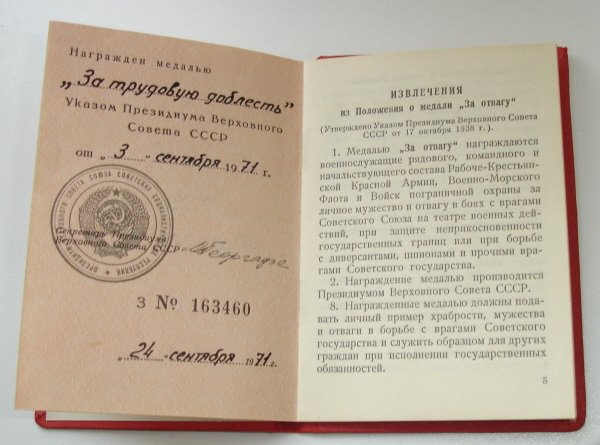 Награжден медалью
„За трудовую доблесть”
Указом Президиума Верховного
Совета СССР
от „3“ сентября 1971 г.
Секретарь Президиума
Верховного Совета СССР
МГеоргадзе
З № 163460
„24“ сентября 1971 г.
ИЗВЛЕЧЕНИЯ
из Положения о медали „За отвагу“
(Утверждено Указом Президиума Верховного Совета
СССР от 17 октября 1938 г.).
1. Медалью „За отвагу“ награждаются
военнослужащие рядового, командного и
начальствующего состава Рабоче-Крестьян-
ской Красной Армии, Военно-Морского
Флота и Войск пограничной охраны за
личное мужество и отвагу в боях с врагами
Советского Союза на театре военных дей-
ствий, при защите неприкосновенности
государственных границ или при борьбе
с диверсантами, шпионами и прочими вра-
гами Советского государства.
2. Награждение медалью производится
Президиумом Верховного Совета СССР.
8. Награжденные медалью должны пода-
вать личный пример храбрости, мужества
и отваги в борьбе с врагами Советского
государства и служить образцом для других
граждан при исполнении государственных
обязанностей.
5